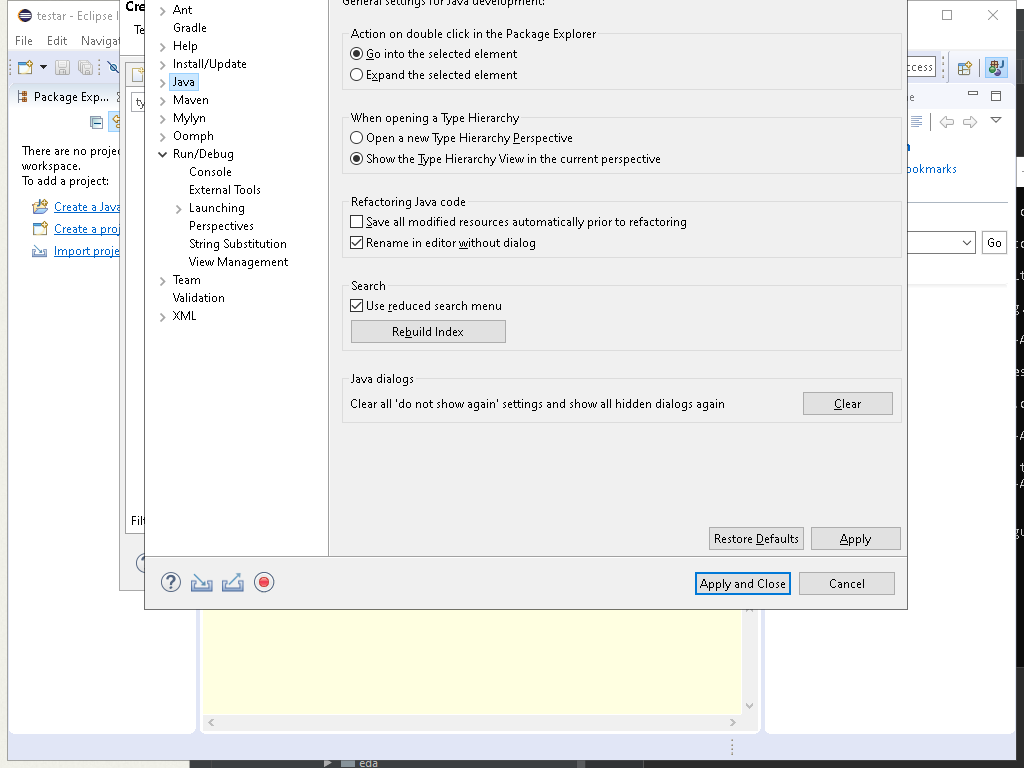 testar - Eclipse I
File Edit Navigat
Package Exp...
There are no proje
workspace.
To add a project:
Create a Java
Create a proj
Import proje
Cre
Te
ty
Filt
Ant
Gradle
Help
Install/Update
Java
Maven
Mylyn
Oomph
Run/Debug
Console
External Tools
Launching
Perspectives
String Substitution
View Management
Team
Validation
XML
General settings for Java development:
Action on double click in the Package Explorer
Go into the selected element
Expand the selected element
When opening a Type Hierarchy
Open a new Type Hierarchy Perspective
Show the Type Hierarchy View in the current perspective
Refactoring Java code
Save all modified resources automatically prior to refactoring
Rename in editor without dialog
Search
Use reduced search menu
Rebuild Index
Java dialogs
Clear all 'do not show again' settings and show all hidden dialogs again
Clear
Restore Defaults Apply
Apply and Close Cancel
ccess
ne
ookmarks
Go
eda